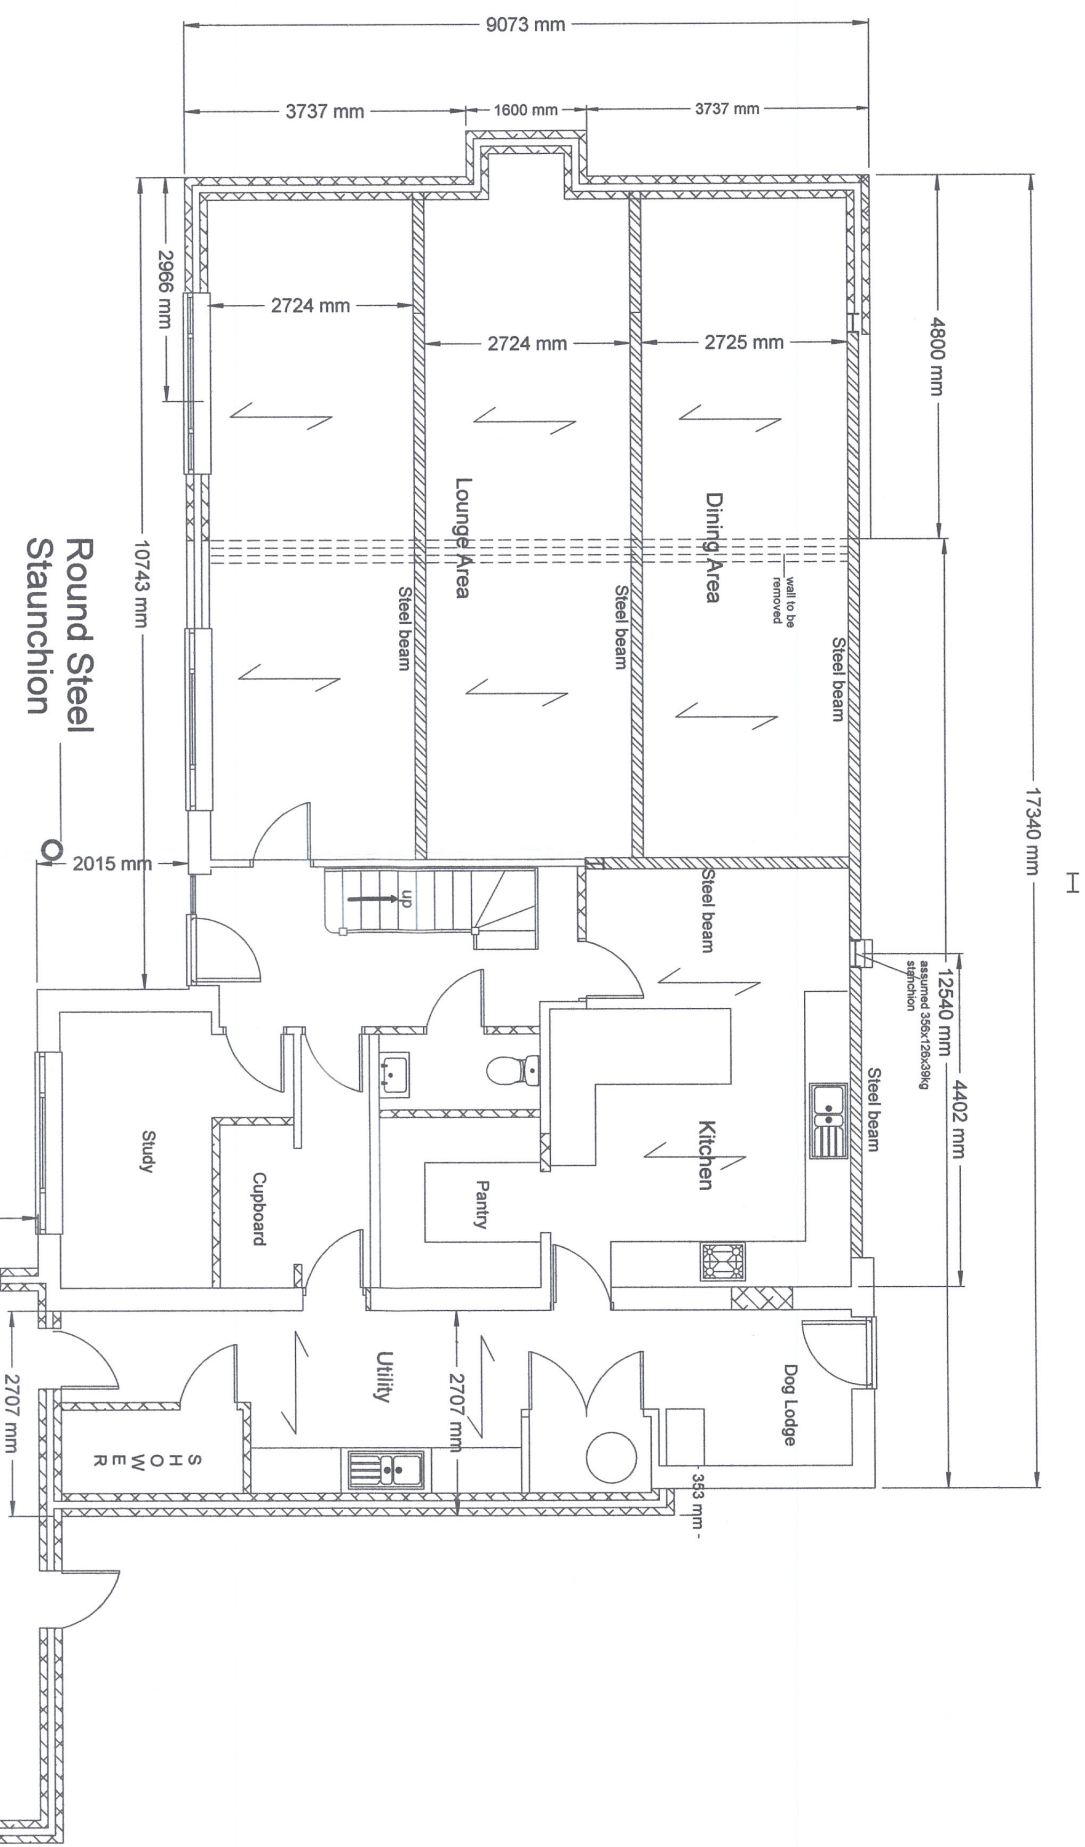 9073 mm
3737 mm
1600 mm
3737 mm
2966 mm
2724 mm
2724 mm
2725 mm
4800 mm
10743 mm
17340 mm
12540 mm
4402 mm
Lounge Area
Dining Area
wall to be
removed
Steel beam
Steel beam
Steel beam
Round Steel
Staunchion
2015 mm
up
Steel beam
assumed 356x126x39kg
stanchion
Steel beam
Kitchen
Study
Cupboard
Pantry
Utility
2707 mm
2707 mm
Dog Lodge
353 mm
SHOWER